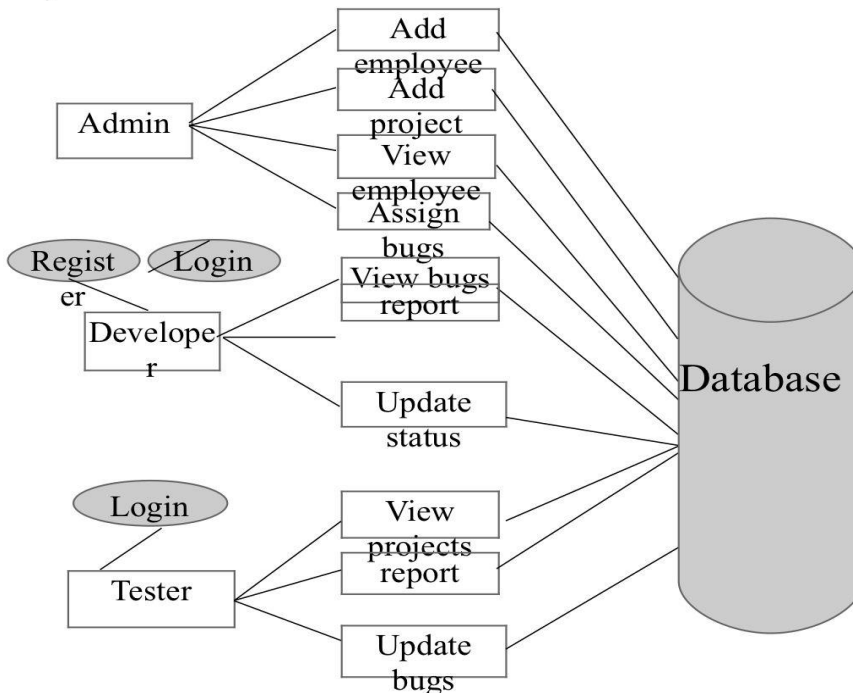 Add
employee
Add
project
Admin
View
employee
Assign
bugs
Regist
er
Login
View bugs
report
Develope
r
Database
Update
status
Login
View
projects
report
Tester
Update
bugs